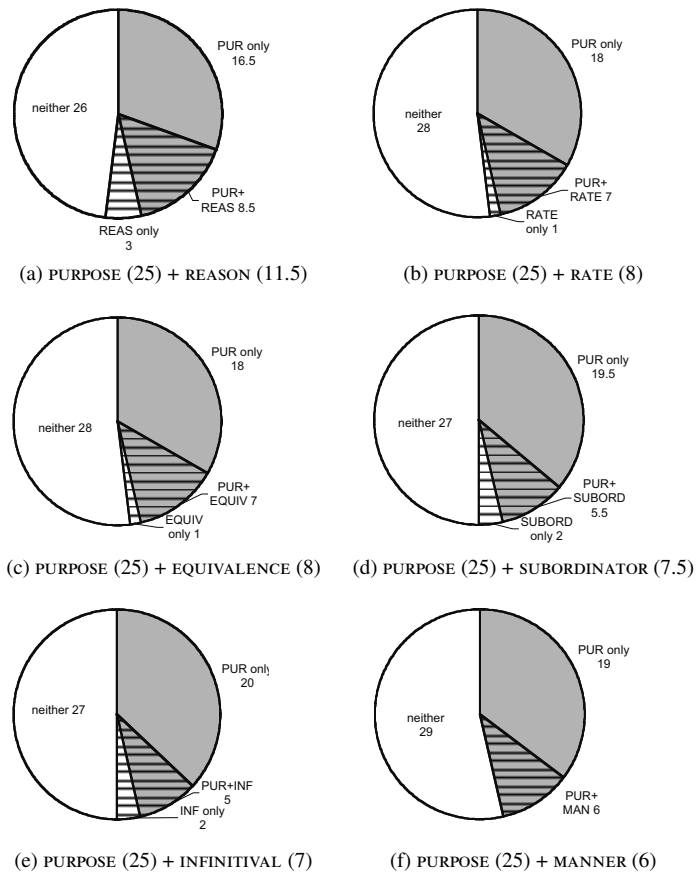 PUR only
16.5
neither 26
PUR+
REAS 8.5
REAS only
3
(a) PURPOSE (25) + REASON (11.5)
PUR only
18
neither
28
PUR+
RATE 7
RATE
only 1
(b) PURPOSE (25) + RATE (8)
PUR only
18
neither 28
PUR+
EQUIV 7
EQUIV
only 1
(c) PURPOSE (25) + EQUIVALENCE (8)
PUR only
19.5
neither 27
PUR+
SUBORD
5.5
SUBORD
only 2
(d) PURPOSE (25) + SUBORDINATOR (7.5)
PUR only
20
neither 27
PUR+INF
5
INF only
2
(e) PURPOSE (25) + INFINITIVAL (7)
PUR only
19
neither
29
PUR+
MAN 6
(f) PURPOSE (25) + MANNER (6)